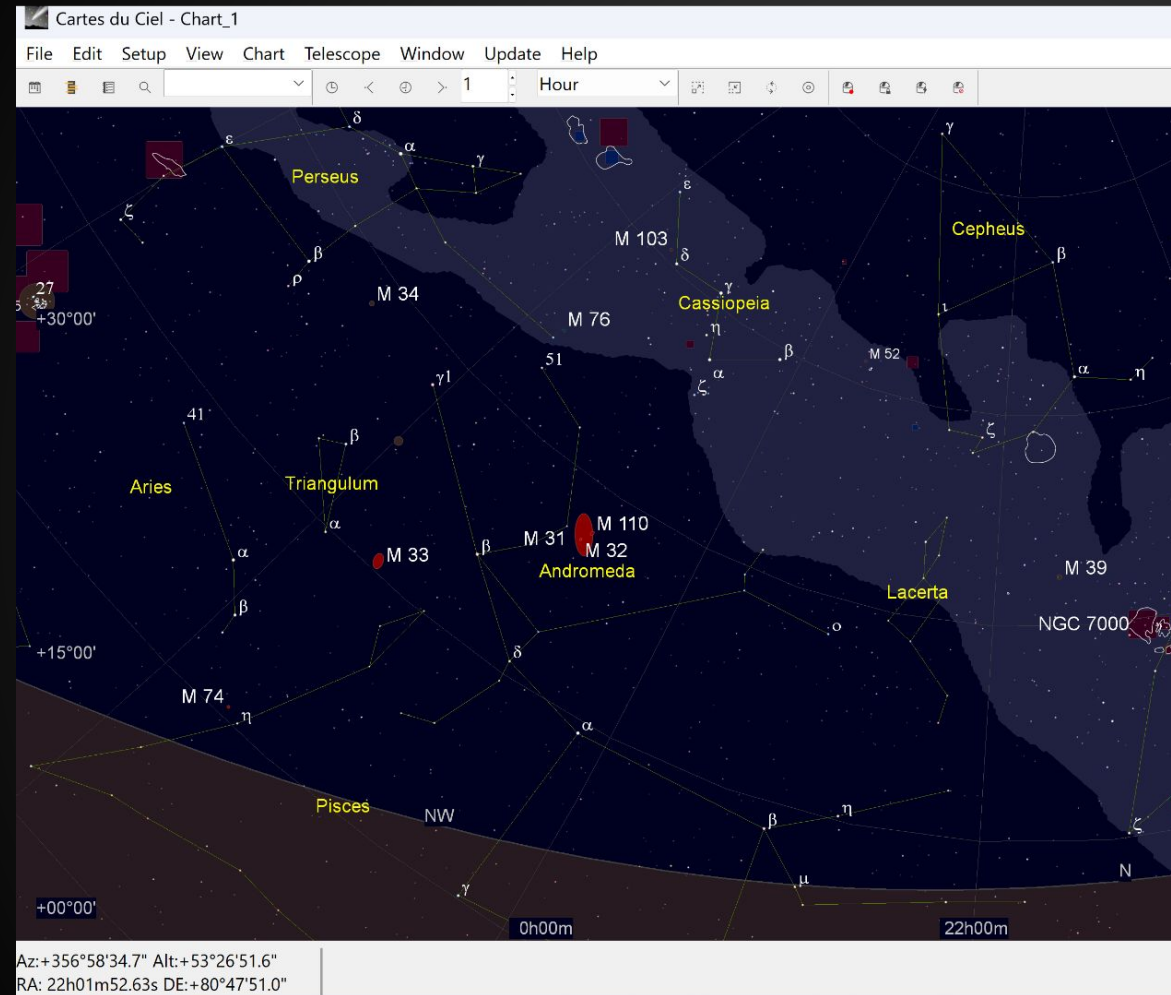 Cartes du Ciel - Chart_1
File Edit Setup View Chart Telescope Window Update Help
1 Hour
δ
ε α γ
γ
Perseus
ε
ζ
M 103
Cepheus
β
δ
β
ρ
27
M 34
γ
Cassiopeia
ι
5
+30°00'
M 76
η
51
β
M 52
α
α
η
γ1
ζ
41
β
ζ
Aries
Triangulum
α
M 110
M 31
β
M 32
α
M 33
Andromeda
M 39
Lacerta
β
NGC 7000
ο
+15°00'
δ
M 74
η
α
Pisces
NW
η
β
ζ
N
μ
γ
+00°00'
0h00m
22h00m
Az:+356°58'34.7" Alt:+53°26'51.6"
RA: 22h01m52.63s DE:+80°47'51.0"